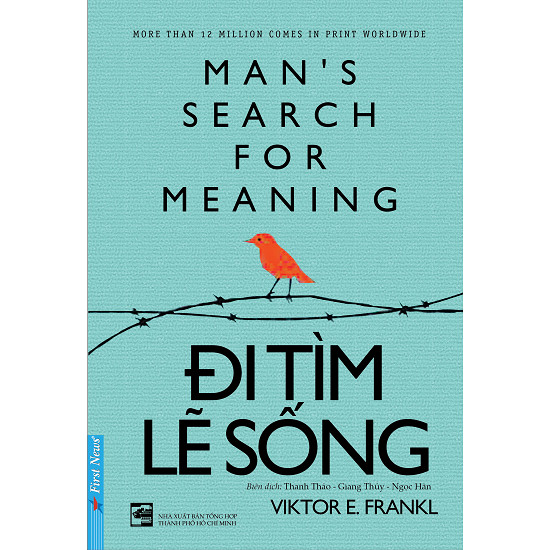 MORE THAN 12 MILLION COMES IN PRINT WORLDWIDE
MAN'S
SEARCH
FOR
MEANING
ĐI TÌM
LẼ SỐNG
Biên dịch: Thanh Thảo - Giang Thủy - Ngọc Hân
VIKTOR E. FRANKL
First News
NHÀ XUẤT BẢN TỔNG HỢP
THÀNH PHỐ HỒ CHÍ MINH